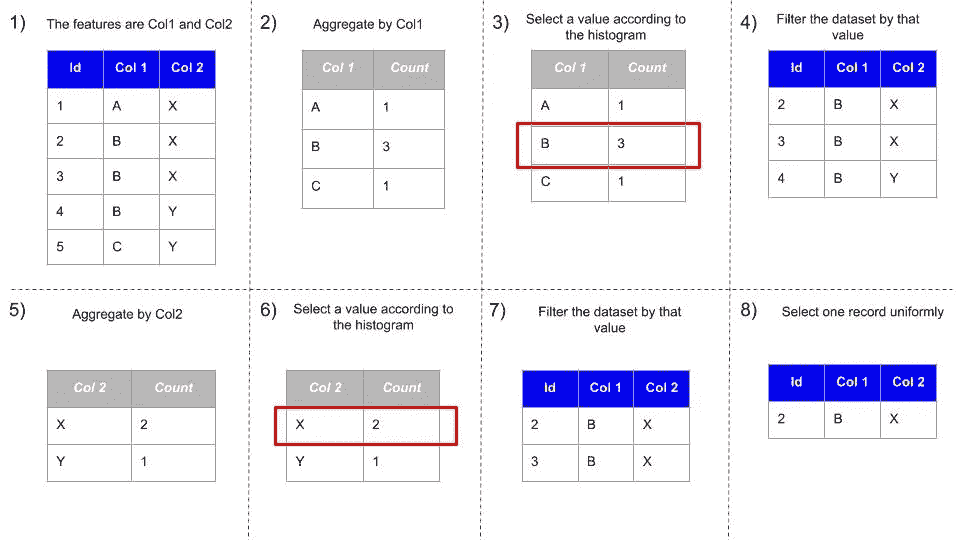 1)
The features are Col1 and Col2
Id Col 1 Col 2
1 A X
2 B X
3 B X
4 B Y
5 C Y
2)
Aggregate by Col1
Col 1 Count
A 1
B 3
C 1
3)
Select a value according to
the histogram
Col 1 Count
A 1
B 3
C 1
4)
Filter the dataset by that
value
Id Col 1 Col 2
2 B X
3 B X
4 B Y
5)
Aggregate by Col2
Col 2 Count
X 2
Y 1
6)
Select a value according to
the histogram
Col 2 Count
X 2
Y 1
7)
Filter the dataset by that
value
Id Col 1 Col 2
2 B X
3 B X
8)
Select one record uniformly
Id Col 1 Col 2
2 B X